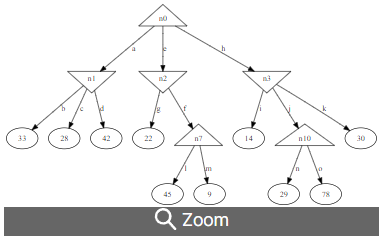 n0
a e h
n1 n2 n3
b c d g f i j k
33 28 42 22 n7 14 n10 30
l m n o
45 9 29 78
Zoom